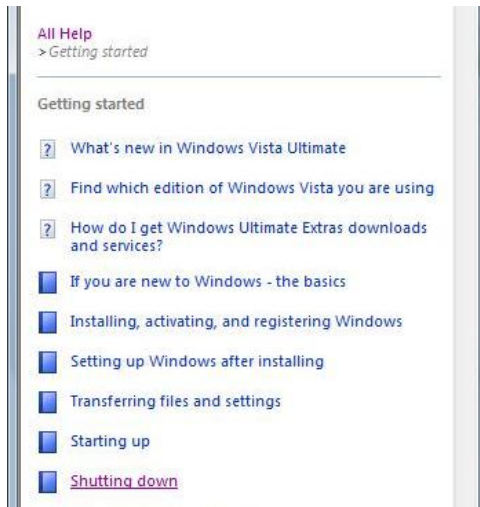 All Help
> Getting started
Getting started
? What's new in Windows Vista Ultimate
? Find which edition of Windows Vista you are using
? How do I get Windows Ultimate Extras downloads
and services?
If you are new to Windows - the basics
Installing, activating, and registering Windows
Setting up Windows after installing
Transferring files and settings
Starting up
Shutting down